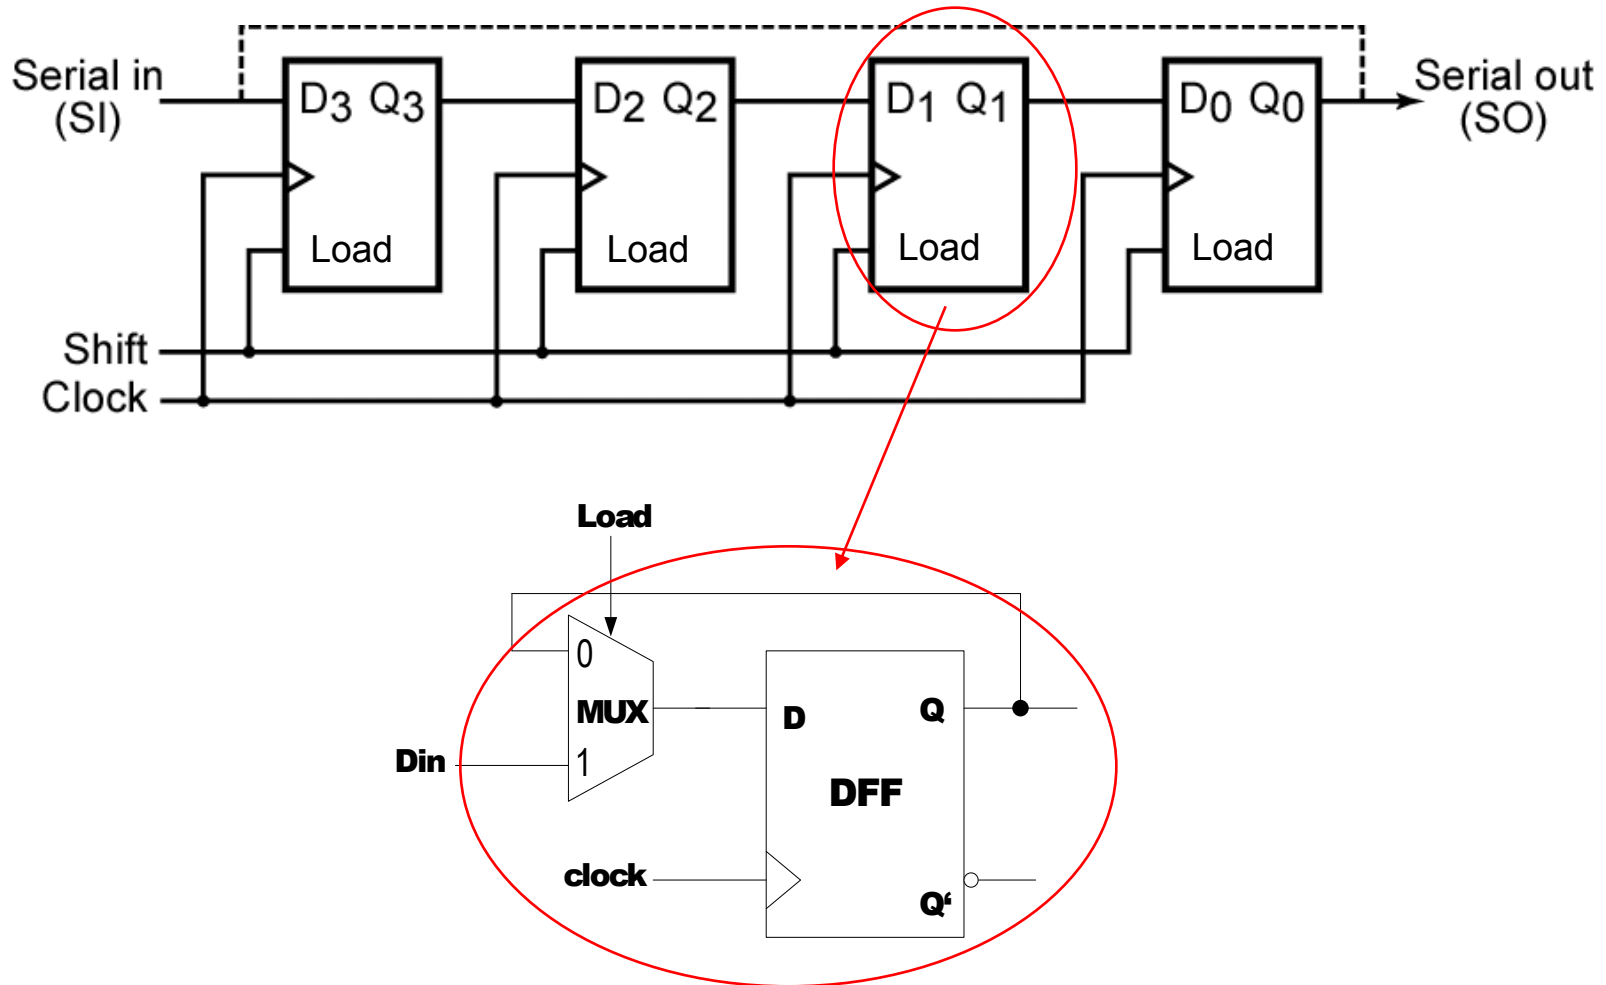 Serial in
(SI)
D3 Q3
D2 Q2
D1 Q1
D0 Q0
Serial out
(SO)
Load
Load
Load
Load
Shift
Clock
Load
0
MUX
1
Din
D
Q
DFF
clock
Q‘